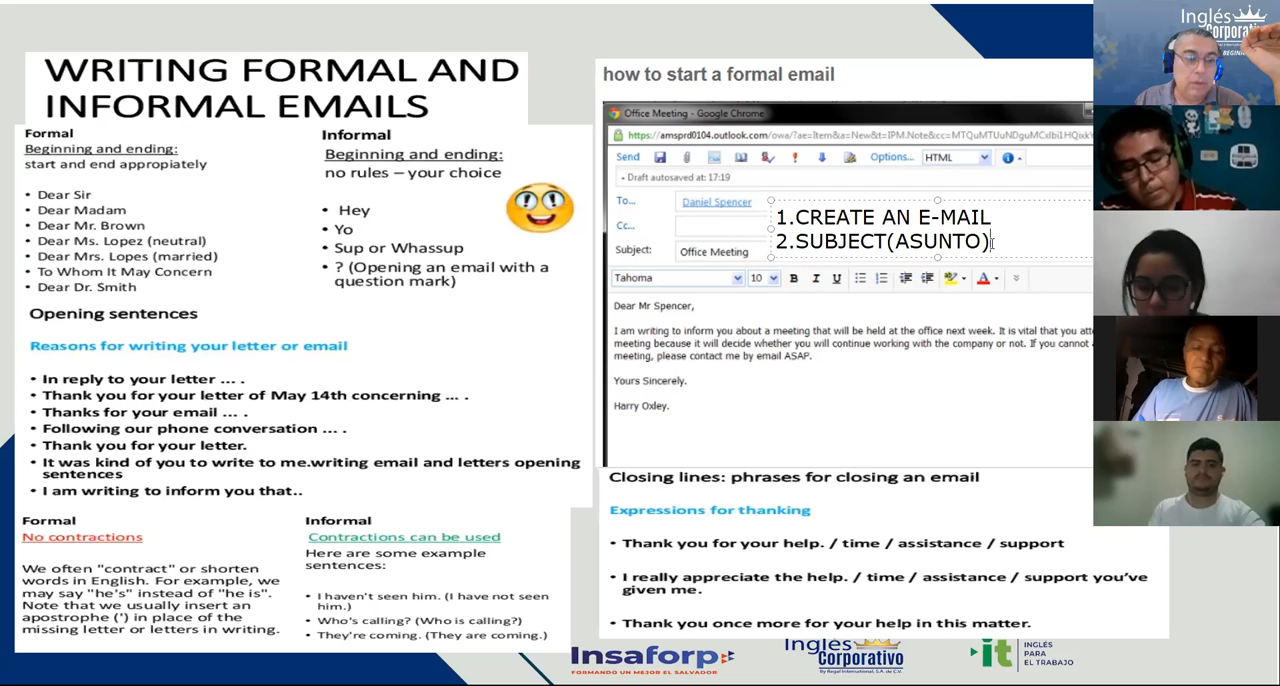 WRITING FORMAL AND
INFORMAL EMAILS
Formal
Beginning and ending:
start and end appropiately
• Dear Sir
• Dear Madam
• Dear Mr. Brown
• Dear Ms. Lopez (neutral)
• Dear Mrs. Lopes (married)
• To Whom It May Concern
• Dear Dr. Smith
Informal
Beginning and ending:
no rules – your choice
• Hey
• Yo
• Sup or Whassup
• ? (Opening an email with a
question mark)
Opening sentences
Reasons for writing your letter or email
• In reply to your letter ... .
• Thank you for your letter of May 14th concerning ... .
• Thanks for your email ... .
• Following our phone conversation ... .
• Thank you for your letter.
• It was kind of you to write to me.writing email and letters opening
sentences
• I am writing to inform you that..
Formal
No contractions
We often "contract" or shorten
words in English. For example, we
may say "he's" instead of "he is".
Note that we usually insert an
apostrophe (') in place of the
missing letter or letters in writing.
Informal
Contractions can be used
Here are some example
sentences:
• I haven't seen him. (I have not seen
him.)
• Who's calling? (Who is calling?)
• They're coming. (They are coming.)
how to start a formal email
Office Meeting - Google Chrome
Send
Options...
HTML
• Draft autosaved at: 17:19
To...
Daniel Spencer
Cc...
Subject:
Office Meeting
1.CREATE AN E-MAIL
2.SUBJECT(ASUNTO)
Tahoma
10
B I U
A
Dear Mr Spencer,
I am writing to inform you about a meeting that will be held at the office next week. It is vital that you
meeting because it will decide whether you will continue working with the company or not. If you cannot
meeting, please contact me by email ASAP.
Yours Sincerely.
Harry Oxley.
Closing lines: phrases for closing an email
Expressions for thanking
• Thank you for your help. / time / assistance / support
• I really appreciate the help. / time / assistance / support you've
given me.
• Thank you once more for your help in this matter.
Insaforp
FORMANDO UN MEJOR EL SALVADOR
Inglés
Corporativo
By Regal International, S.A. de C.V.
it
INGLÉS
PARA
EL TRABAJO
Inglés